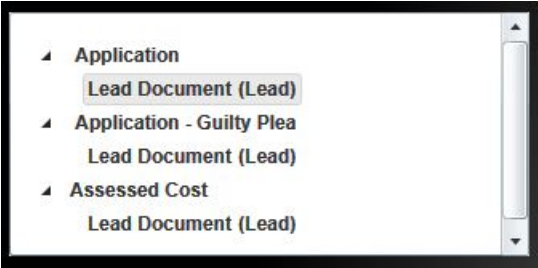 Application
Lead Document (Lead)
Application - Guilty Plea
Lead Document (Lead)
Assessed Cost
Lead Document (Lead)